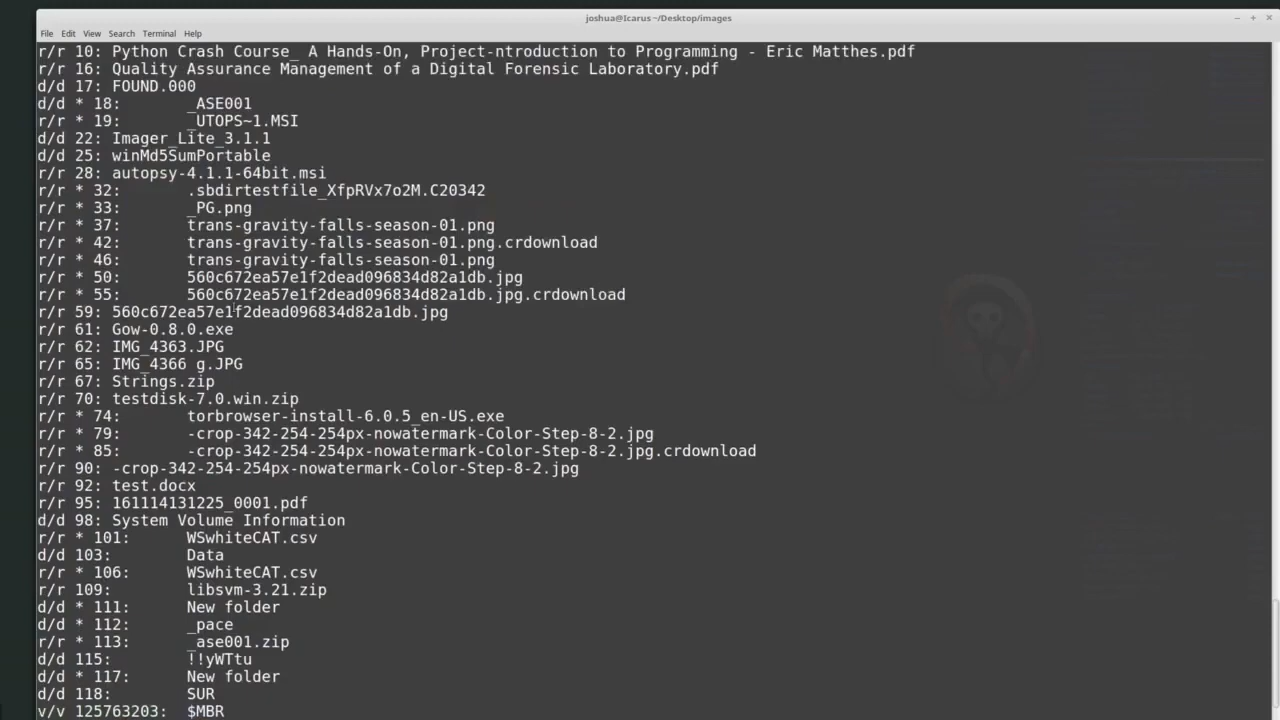 joshua@Icarus ~/Desktop/images
File Edit View Search Terminal Help
r/r 10: Python Crash Course_ A Hands-On, Project-ntroduction to Programming - Eric Matthes.pdf
r/r 16: Quality Assurance Management of a Digital Forensic Laboratory.pdf
d/d 17: FOUND.000
d/d * 18: _ASE001
r/r * 19: _UTOPS~1.MSI
d/d 22: Imager_Lite_3.1.1
d/d 25: winMd5SumPortable
r/r 28: autopsy-4.1.1-64bit.msi
r/r * 32: .sbdirtestfile_XfpRVx7o2M.C20342
r/r * 33: _PG.png
r/r * 37: trans-gravity-falls-season-01.png
r/r * 42: trans-gravity-falls-season-01.png.crdownload
r/r * 46: trans-gravity-falls-season-01.png
r/r * 50: 560c672ea57e1f2dead096834d82a1db.jpg
r/r * 55: 560c672ea57e1f2dead096834d82a1db.jpg.crdownload
r/r 59: 560c672ea57e1f2dead096834d82a1db.jpg
r/r 61: Gow-0.8.0.exe
r/r 62: IMG_4363.JPG
r/r 65: IMG_4366 g.JPG
r/r 67: Strings.zip
r/r 70: testdisk-7.0.win.zip
r/r * 74: torbrowser-install-6.0.5_en-US.exe
r/r * 79: -crop-342-254-254px-nowatermark-Color-Step-8-2.jpg
r/r * 85: -crop-342-254-254px-nowatermark-Color-Step-8-2.jpg.crdownload
r/r 90: -crop-342-254-254px-nowatermark-Color-Step-8-2.jpg
r/r 92: test.docx
r/r 95: 161114131225_0001.pdf
d/d 98: System Volume Information
r/r * 101: WSwhiteCAT.csv
d/d 103: Data
r/r * 106: WSwhiteCAT.csv
r/r 109: libsvm-3.21.zip
d/d * 111: New folder
d/d * 112: _pace
r/r * 113: _ase001.zip
d/d 115: !!yWTtu
d/d * 117: New folder
d/d 118: SUR
v/v 125763203: $MBR